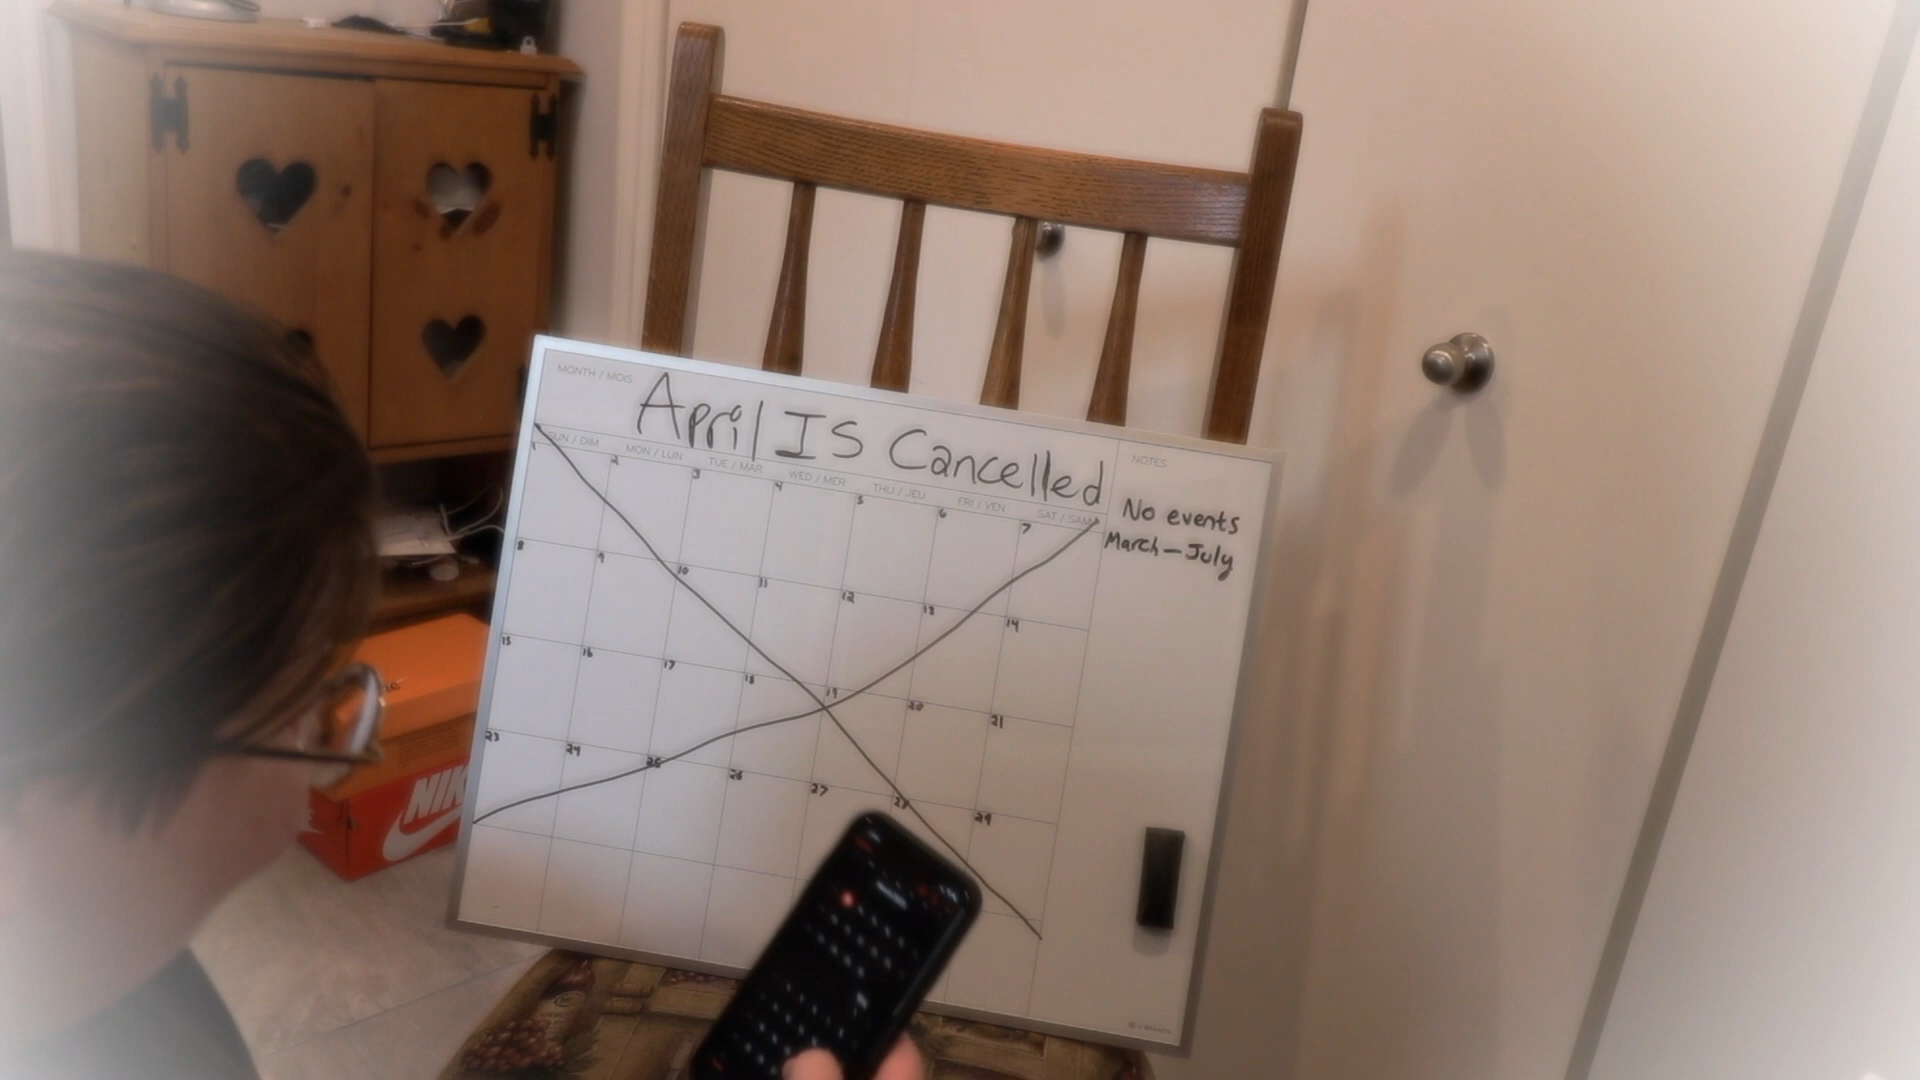 MONTH / MOIS
April IS Cancelled
SUN / DIM
MON / LUN
TUE / MAR
WED / MER
THU / JEU
FRI / VEN
SAT / SAM
NOTES
No events
March - July
1 2 3 4 5 6 7
8 9 10 11 12 13 14
15 16 17 18 19 20 21
23 24 25 26 27 28 29
NIKE